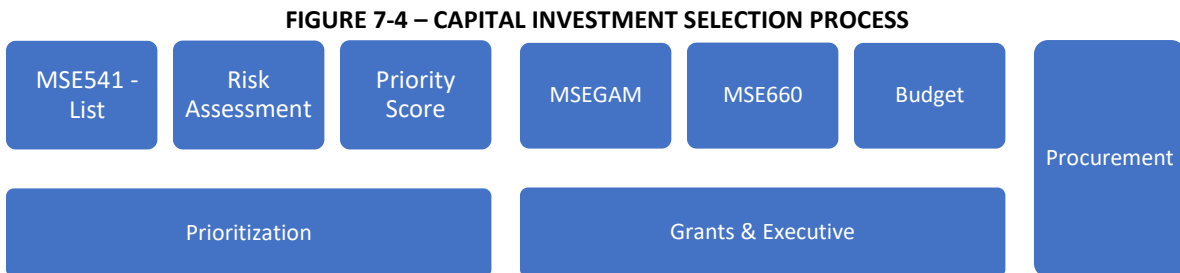 FIGURE 7-4 – CAPITAL INVESTMENT SELECTION PROCESS
MSE541 -
List
Risk
Assessment
Priority
Score
MSEGAM
MSE660
Budget
Procurement
Prioritization
Grants & Executive